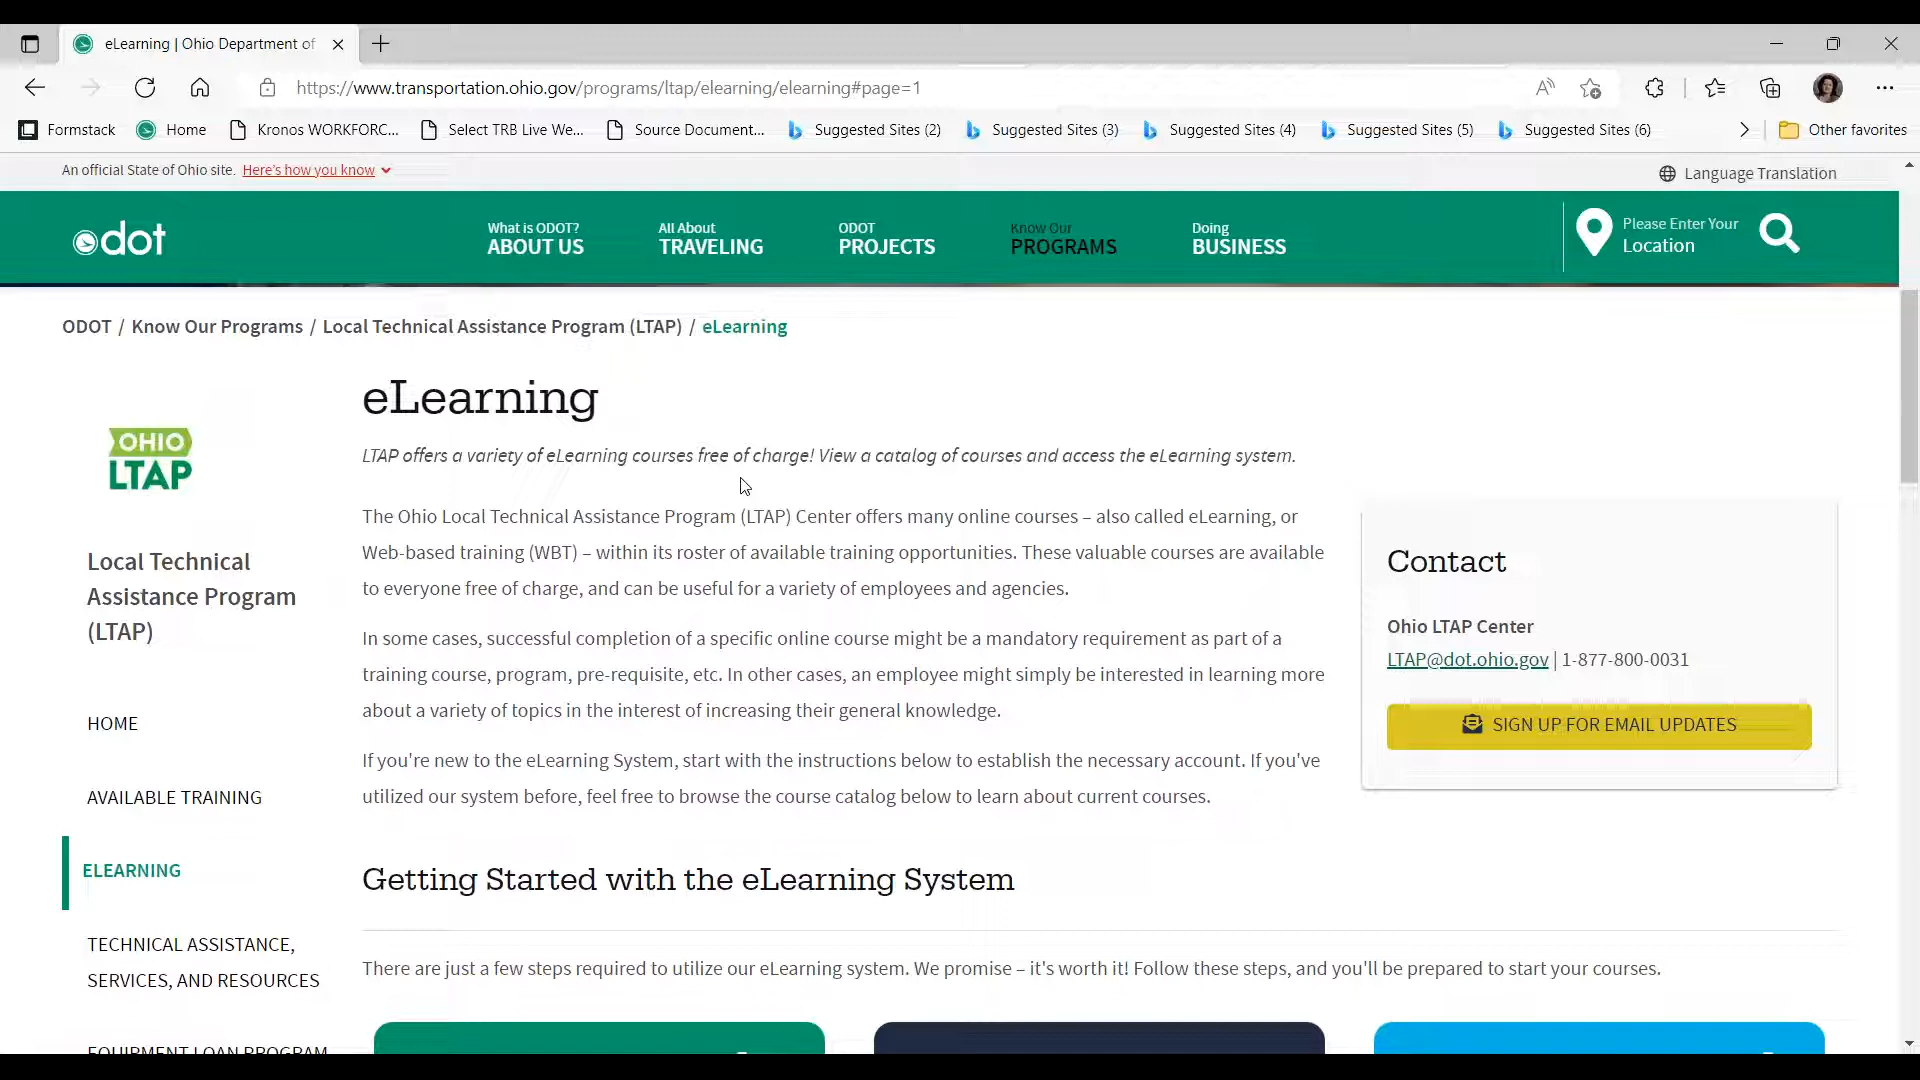 eLearning | Ohio Department of
https://www.transportation.ohio.gov/programs/ltap/elearning/elearning#page=1
Formstack
Home
Kronos WORKFORC...
Select TRB Live We...
Source Document...
Suggested Sites (2)
Suggested Sites (3)
Suggested Sites (4)
Suggested Sites (5)
Suggested Sites (6)
Other favorites
An official State of Ohio site. Here's how you know
Language Translation
odot
What is ODOT?
ABOUT US
All About
TRAVELING
ODOT
PROJECTS
Know Our
PROGRAMS
Doing
BUSINESS
Please Enter Your
Location
ODOT / Know Our Programs / Local Technical Assistance Program (LTAP) / eLearning
OHIO
LTAP
Local Technical
Assistance Program
(LTAP)
HOME
AVAILABLE TRAINING
ELEARNING
TECHNICAL ASSISTANCE,
SERVICES, AND RESOURCES
EQUIPMENT LOAN PROGRAM
eLearning
LTAP offers a variety of eLearning courses free of charge! View a catalog of courses and access the eLearning system.
The Ohio Local Technical Assistance Program (LTAP) Center offers many online courses – also called eLearning, or
Web-based training (WBT) – within its roster of available training opportunities. These valuable courses are available
to everyone free of charge, and can be useful for a variety of employees and agencies.
In some cases, successful completion of a specific online course might be a mandatory requirement as part of a
training course, program, pre-requisite, etc. In other cases, an employee might simply be interested in learning more
about a variety of topics in the interest of increasing their general knowledge.
If you're new to the eLearning System, start with the instructions below to establish the necessary account. If you've
utilized our system before, feel free to browse the course catalog below to learn about current courses.
Contact
Ohio LTAP Center
LTAP@dot.ohio.gov | 1-877-800-0031
SIGN UP FOR EMAIL UPDATES
Getting Started with the eLearning System
There are just a few steps required to utilize our eLearning system. We promise – it's worth it! Follow these steps, and you'll be prepared to start your courses.